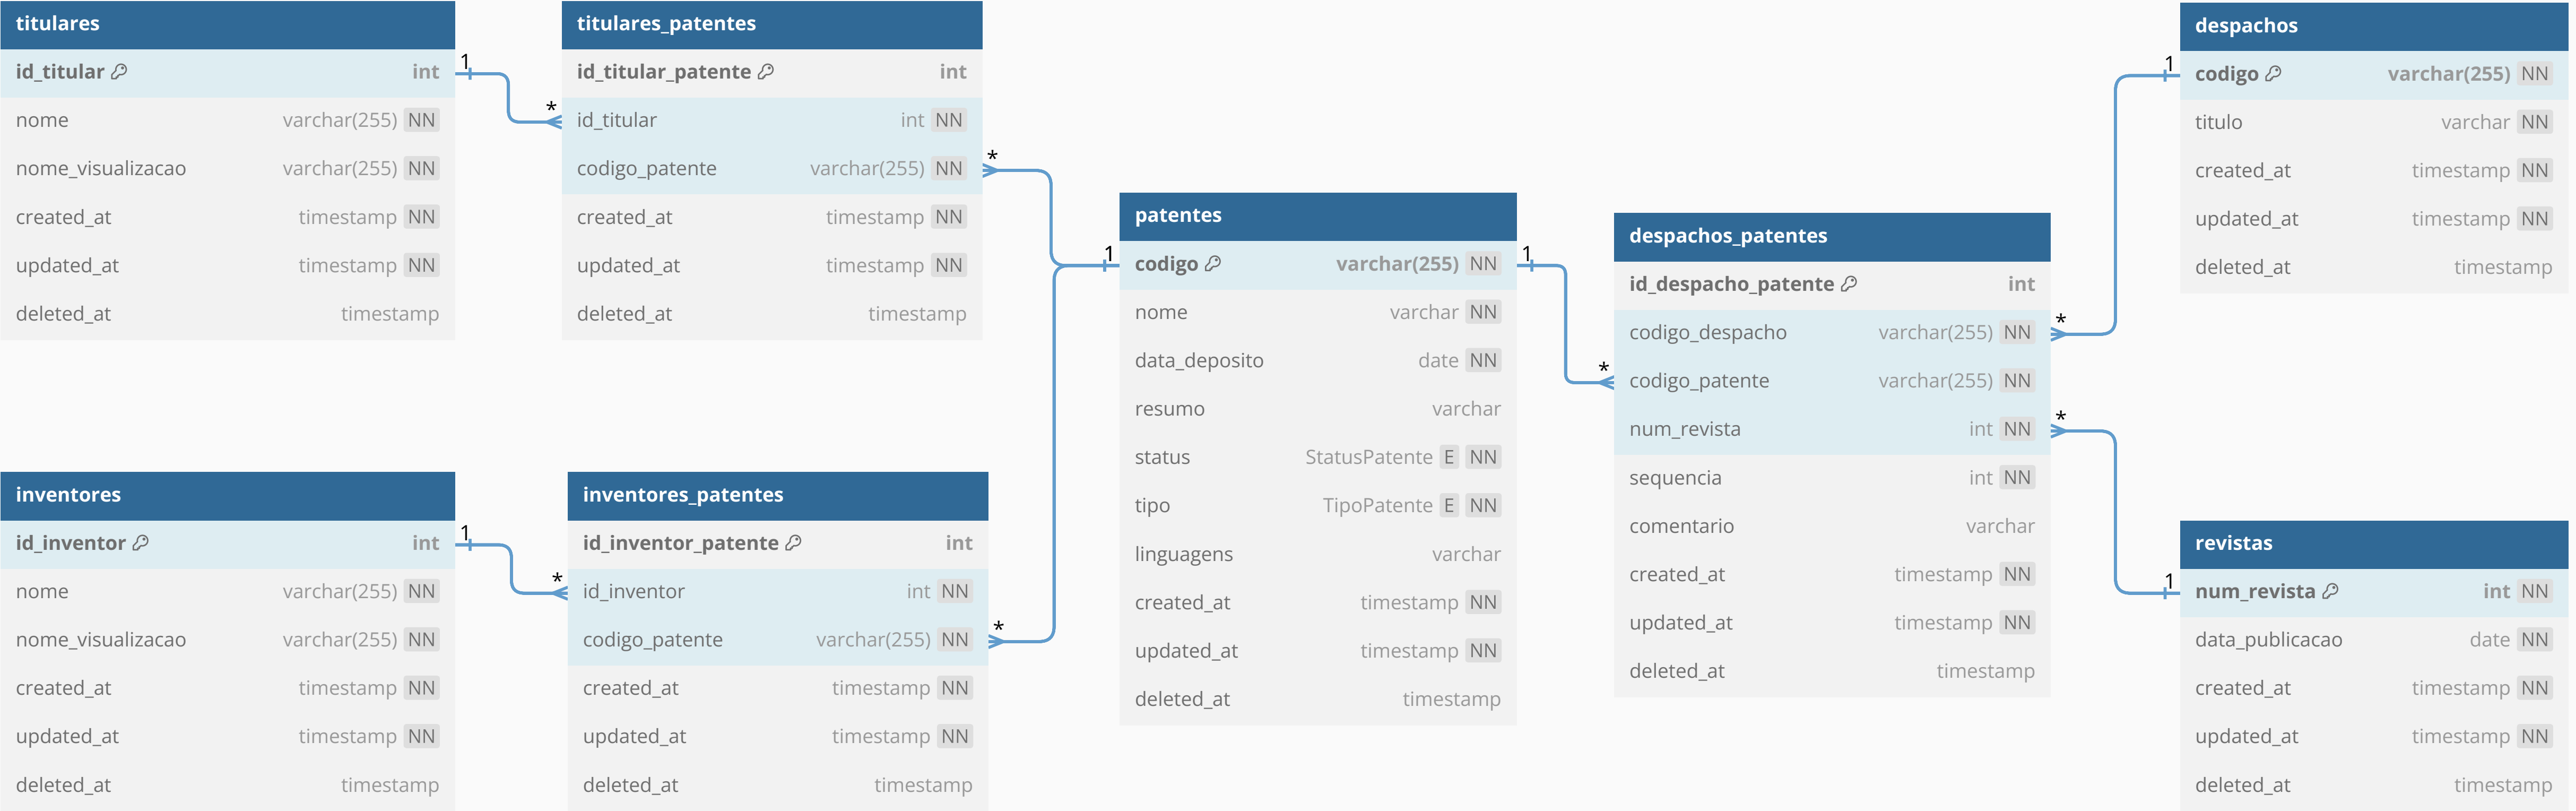 titulares
id_titular int
nome varchar(255) NN
nome_visualizacao varchar(255) NN
created_at timestamp NN
updated_at timestamp NN
deleted_at timestamp
1
*
titulares_patentes
id_titular_patente int
id_titular int NN
codigo_patente varchar(255) NN
created_at timestamp NN
updated_at timestamp NN
deleted_at timestamp
*
inventores
id_inventor int
nome varchar(255) NN
nome_visualizacao varchar(255) NN
created_at timestamp NN
updated_at timestamp NN
deleted_at timestamp
1
*
inventores_patentes
id_inventor_patente int
id_inventor int NN
codigo_patente varchar(255) NN
created_at timestamp NN
updated_at timestamp NN
deleted_at timestamp
*
1
patentes
codigo varchar(255) NN
nome varchar NN
data_deposito date NN
resumo varchar
status StatusPatente E NN
tipo TipoPatente E NN
linguagens varchar
created_at timestamp NN
updated_at timestamp NN
deleted_at timestamp
1
*
despachos_patentes
id_despacho_patente int
codigo_despacho varchar(255) NN
codigo_patente varchar(255) NN
num_revista int NN
sequencia int NN
comentario varchar
created_at timestamp NN
updated_at timestamp NN
deleted_at timestamp
*
*
1
despachos
codigo varchar(255) NN
titulo varchar NN
created_at timestamp NN
updated_at timestamp NN
deleted_at timestamp
1
revistas
num_revista int NN
data_publicacao date NN
created_at timestamp NN
updated_at timestamp NN
deleted_at timestamp